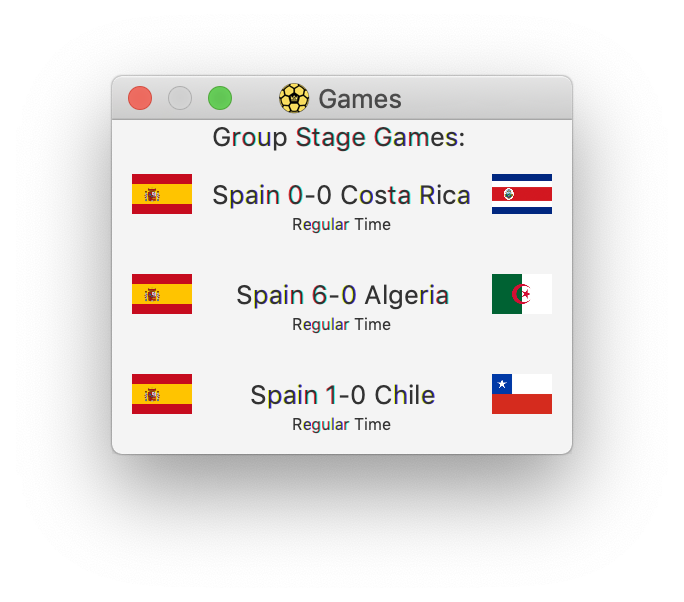 Games
Group Stage Games:
Spain 0-0 Costa Rica
Regular Time
Spain 6-0 Algeria
Regular Time
Spain 1-0 Chile
Regular Time